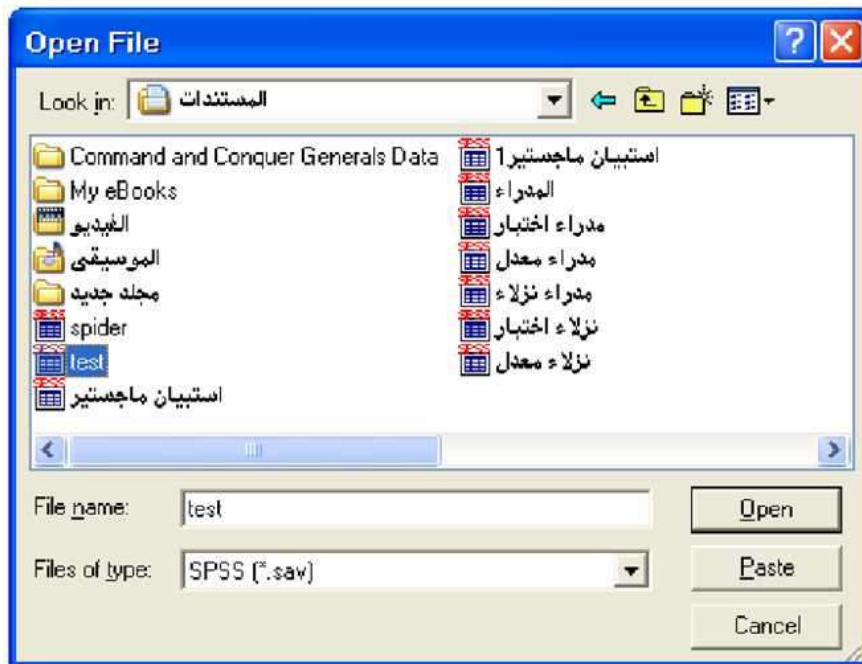 Open File
Look in: المستندات
Command and Conquer Generals Data
My eBooks
الفيديو
الموسيقى
مجلد جديد
spider
test
استبيان ماجستير
استبيان ماجستير1
المدراء
مدراء اختبار
مدراء معدل
مدراء نزلاء
نزلاء اختبار
نزلاء معدل
File name: test
Open
Files of type: SPSS (*.sav)
Paste
Cancel